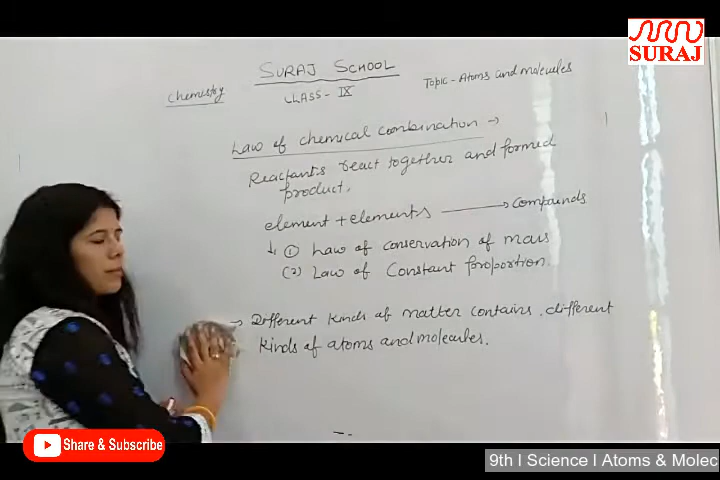 SURAJ
SURAJ SCHOOL
Chemistry
CLASS - IX
Topic - Atoms and molecules
Law of chemical combination →
Reactants react together and formed
product.
element + elements → Compounds
↓ ① Law of conservation of mass
(2) Law of Constant proportion.
→ Different kinds of matter contains different
kinds of atoms and molecules.
Share & Subscribe
9th I Science I Atoms & Molec